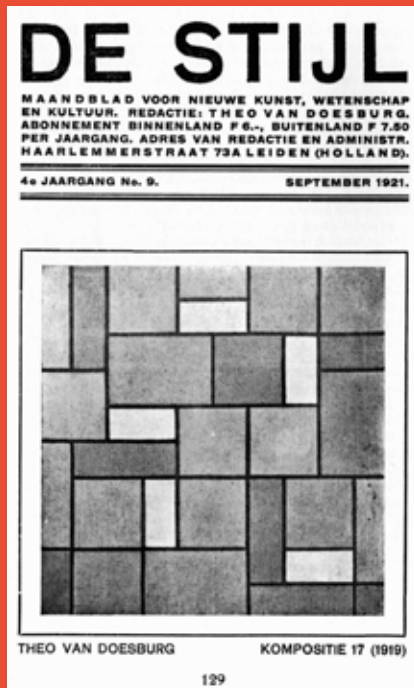 DE STIJL
MAANDBLAD VOOR NIEUWE KUNST, WETENSCHAP
EN KULTUUR. REDACTIE: THEO VAN DOESBURG.
ABONNEMENT BINNENLAND F 6.-, BUITENLAND F 7.50
PER JAARGANG. ADRES VAN REDACTIE EN ADMINISTR.
HAARLEMMERSTRAAT 73A LEIDEN (HOLLAND).
4e JAARGANG No. 9. SEPTEMBER 1921.
THEO VAN DOESBURG KOMPOSITIE 17 (1919)
129